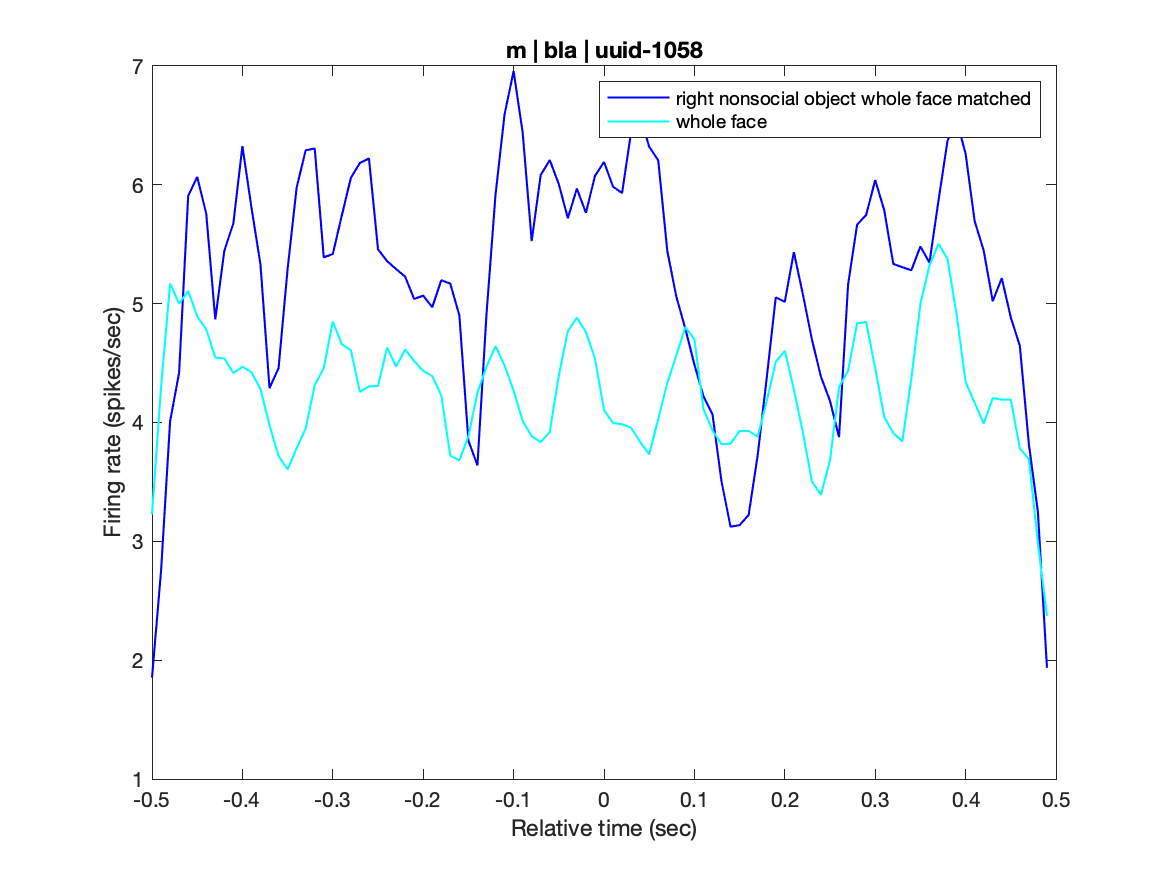 m | bla | uuid-1058
right nonsocial object whole face matched
whole face
7
6
5
4
3
2
1
Firing rate (spikes/sec)
-0.5 -0.4 -0.3 -0.2 -0.1 0 0.1 0.2 0.3 0.4 0.5
Relative time (sec)